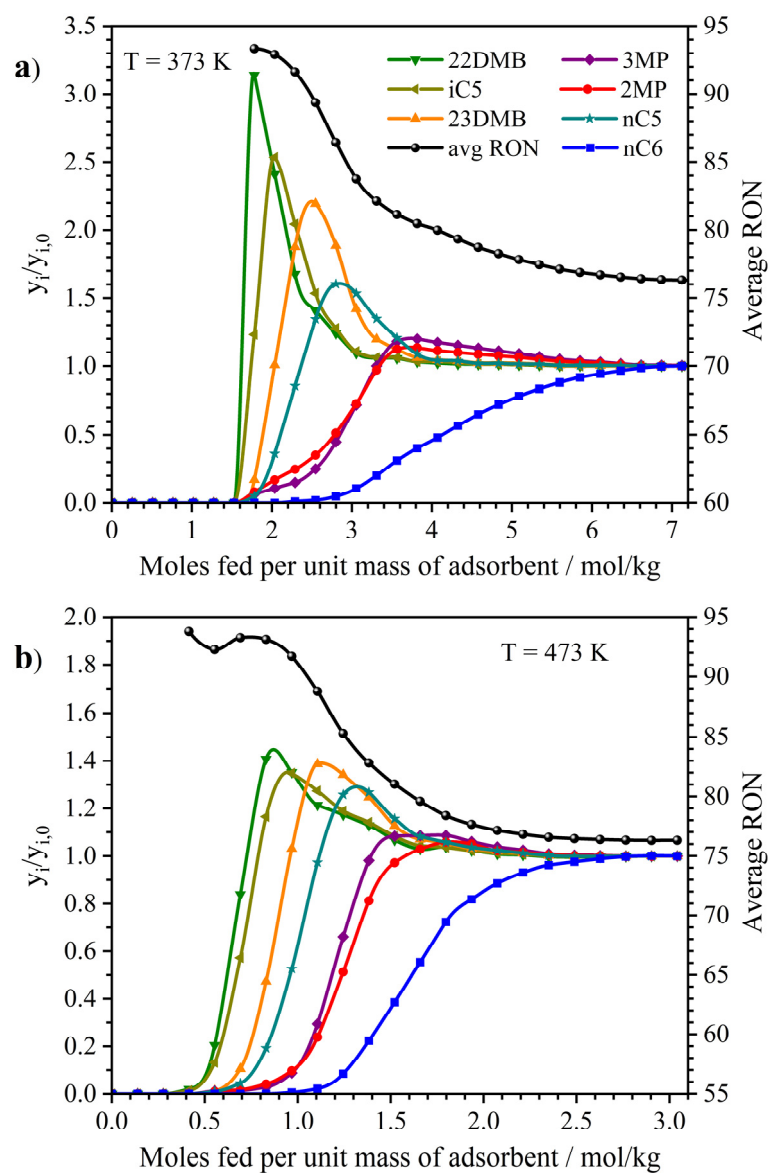 a)
T = 373 K
22DMB
3MP
iC5
2MP
23DMB
nC5
avg RON
nC6
3.5
3.0
2.5
2.0
1.5
1.0
0.5
0.0
yi/yi,0
95
90
85
80
75
70
65
60
Average RON
0 1 2 3 4 5 6 7
Moles fed per unit mass of adsorbent / mol/kg
b)
T = 473 K
2.0
1.8
1.6
1.4
1.2
1.0
0.8
0.6
0.4
0.2
0.0
yi/yi,0
95
90
85
80
75
70
65
60
55
Average RON
0.0 0.5 1.0 1.5 2.0 2.5 3.0
Moles fed per unit mass of adsorbent / mol/kg